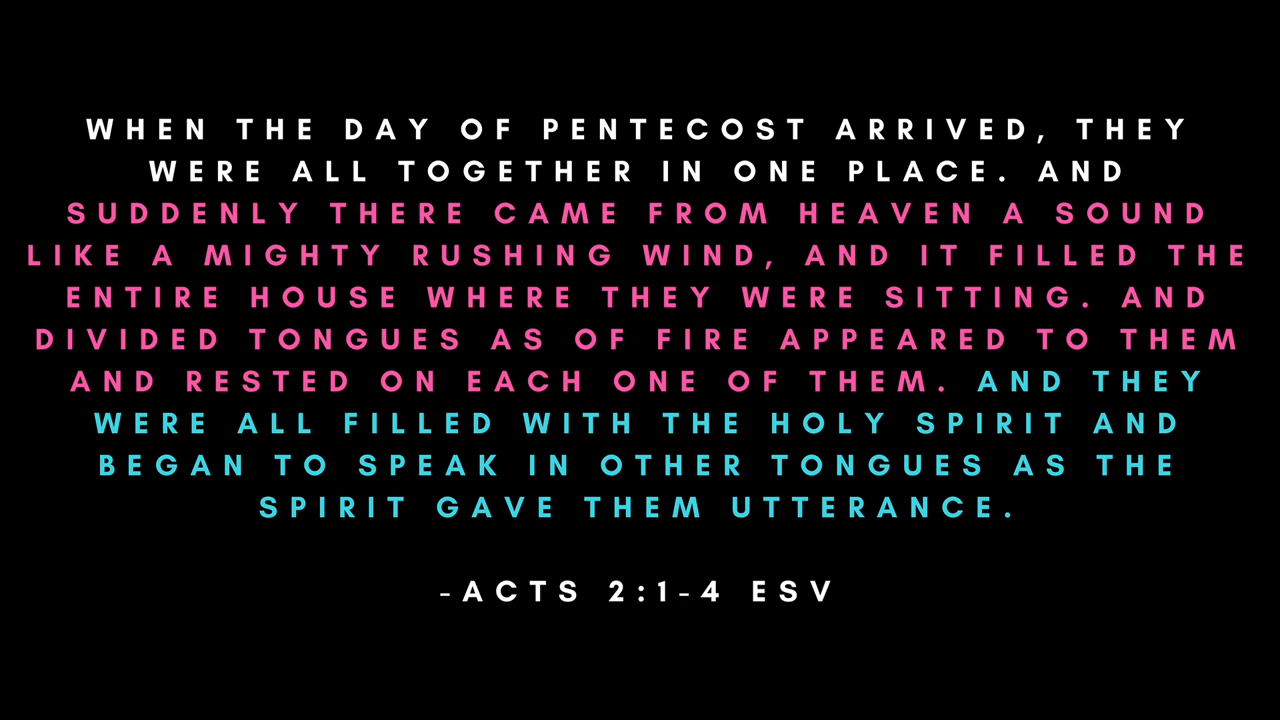 WHEN THE DAY OF PENTECOST ARRIVED, THEY
WERE ALL TOGETHER IN ONE PLACE. AND
SUDDENLY THERE CAME FROM HEAVEN A SOUND
LIKE A MIGHTY RUSHING WIND, AND IT FILLED THE
ENTIRE HOUSE WHERE THEY WERE SITTING. AND
DIVIDED TONGUES AS OF FIRE APPEARED TO THEM
AND RESTED ON EACH ONE OF THEM. AND THEY
WERE ALL FILLED WITH THE HOLY SPIRIT AND
BEGAN TO SPEAK IN OTHER TONGUES AS THE
SPIRIT GAVE THEM UTTERANCE.
-ACTS 2:1-4 ESV